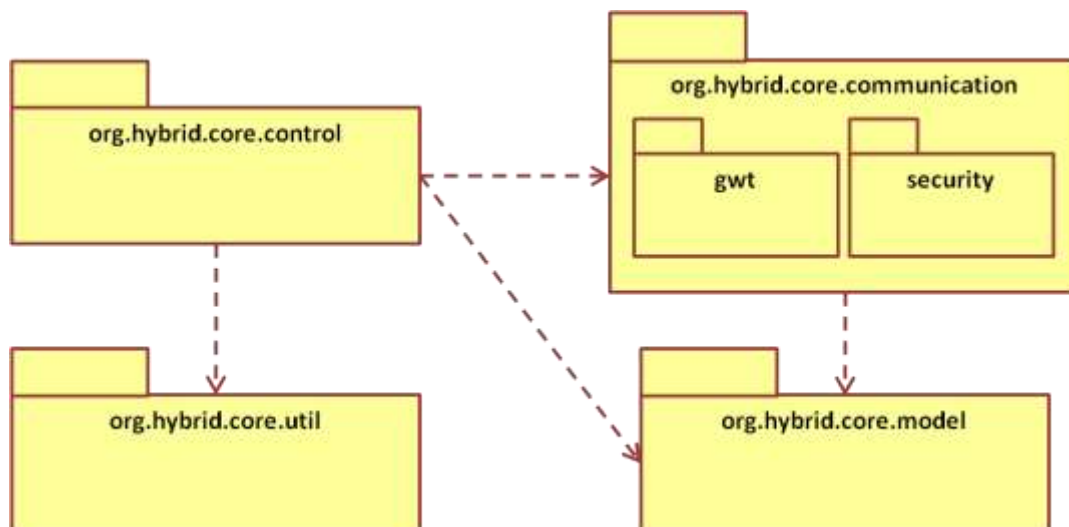 org.hybrid.core.control
org.hybrid.core.communication
gwt
security
org.hybrid.core.util
org.hybrid.core.model